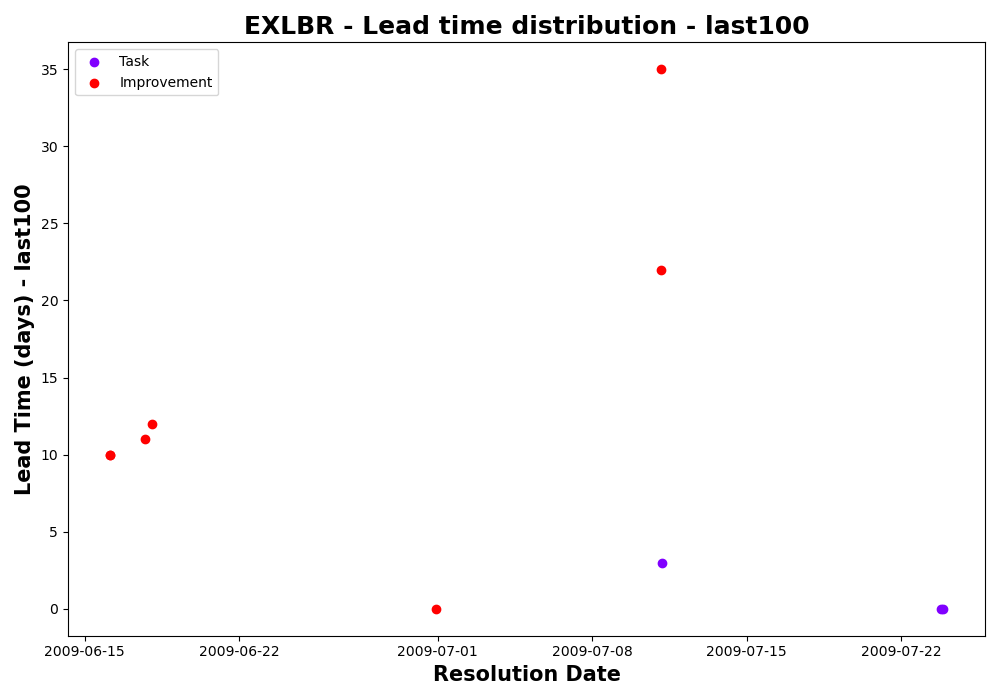 EXLBR - Lead time distribution - last100
Task
Improvement
Lead Time (days) - last100
35
30
25
20
15
10
5
0
2009-06-15 2009-06-22 2009-07-01 2009-07-08 2009-07-15 2009-07-22
Resolution Date